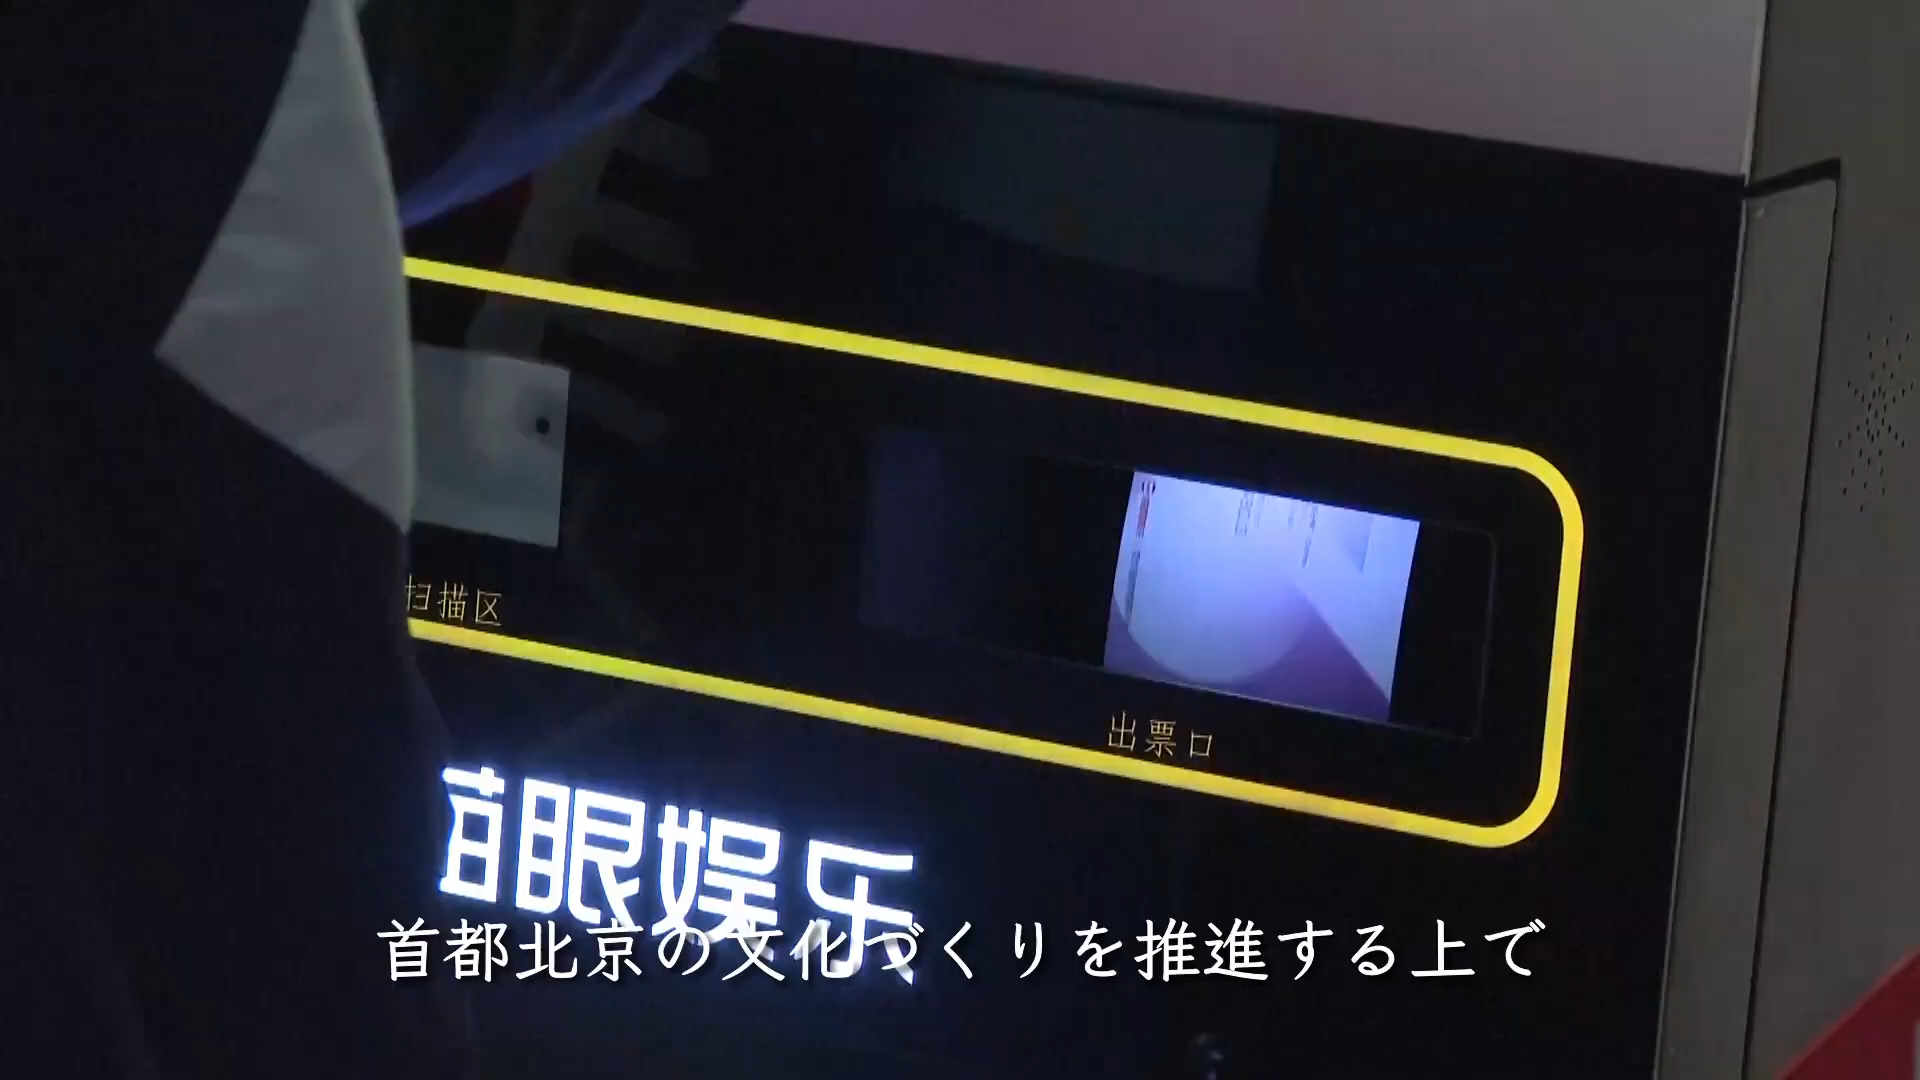 扫描区
出票口
眼娱乐
首都北京の文化づくりを推進する上で